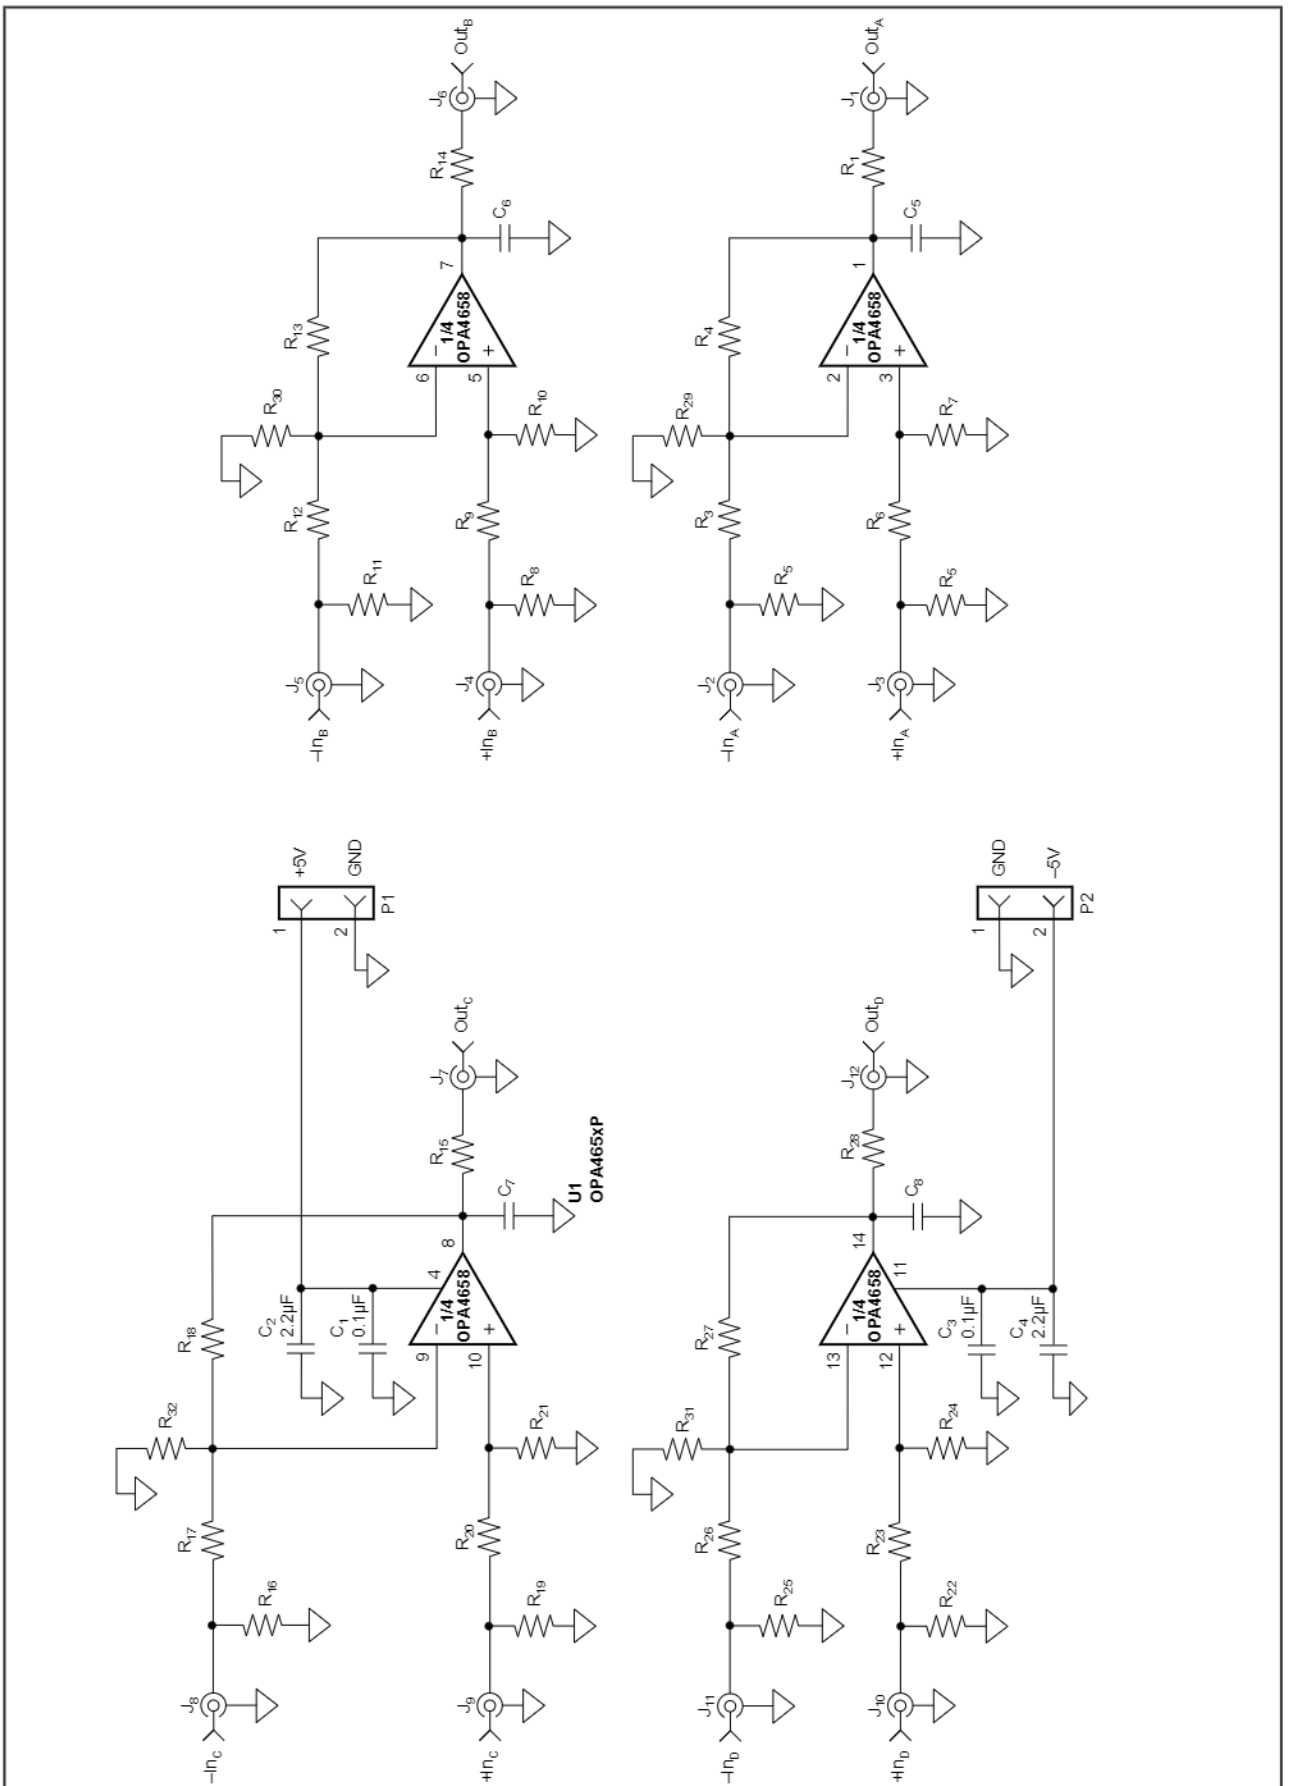 Out_B
J_6
R_14
C_6
7
R_13
1/4
OPA4658
–
+
6
5
R_30
R_10
R_12
R_9
R_11
R_8
J_5
J_4
–In_B
+In_B
Out_A
J_1
R_1
C_5
1
R_4
1/4
OPA4658
–
+
2
3
R_29
R_7
R_3
R_6
R_5
R_5
J_2
J_3
–In_A
+In_A
+5V
GND
P1
1
2
Out_C
J_7
R_15
C_7
U1
OPA465xP
8
4
R_18
C_2
2.2µF
C_1
0.1µF
1/4
OPA4658
–
+
9
10
R_32
R_21
R_17
R_20
R_16
R_19
J_8
J_9
–In_C
+In_C
GND
–5V
P2
1
2
Out_D
J_12
R_28
C_8
14
11
R_27
1/4
OPA4658
–
+
C_3
0.1µF
C_4
2.2µF
13
12
R_31
R_24
R_26
R_23
R_25
R_22
J_11
J_10
–In_D
+In_D